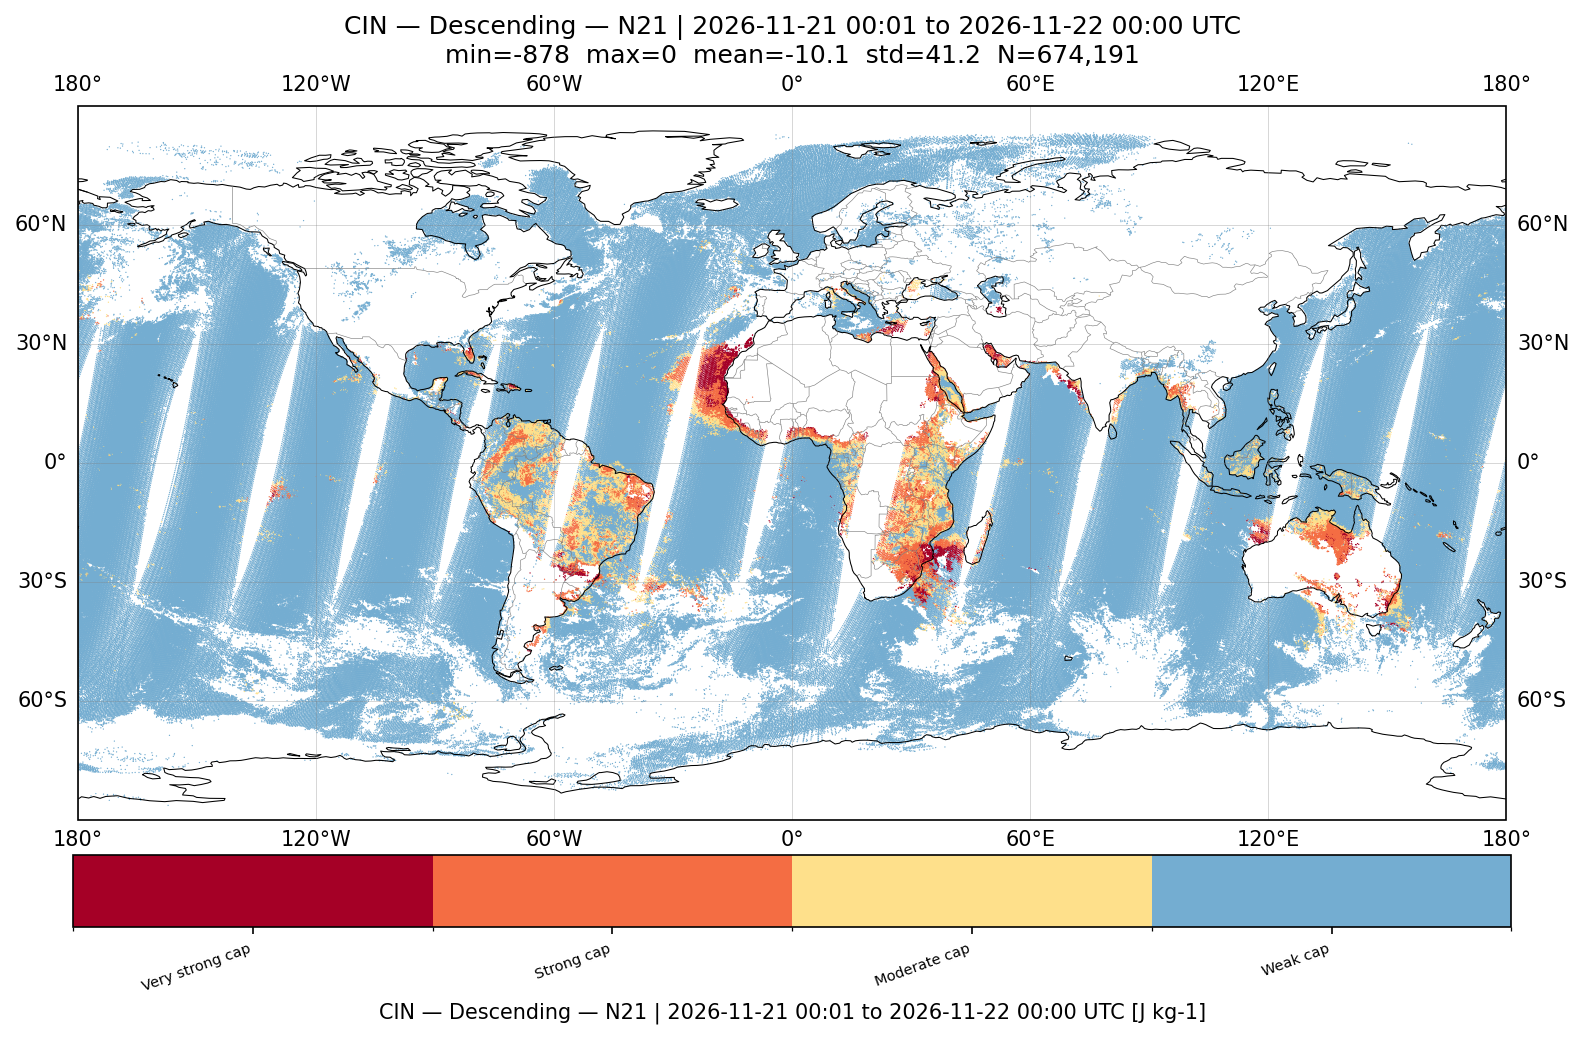 CIN — Descending — N21 | 2026-11-21 00:01 to 2026-11-22 00:00 UTC
min=-878  max=0  mean=-10.1  std=41.2  N=674,191
180° 120°W 60°W 0° 60°E 120°E 180°
60°N 60°N
30°N 30°N
0° 0°
30°S 30°S
60°S 60°S
180° 120°W 60°W 0° 60°E 120°E 180°
Very strong cap Strong cap Moderate cap Weak cap
CIN — Descending — N21 | 2026-11-21 00:01 to 2026-11-22 00:00 UTC [J kg-1]